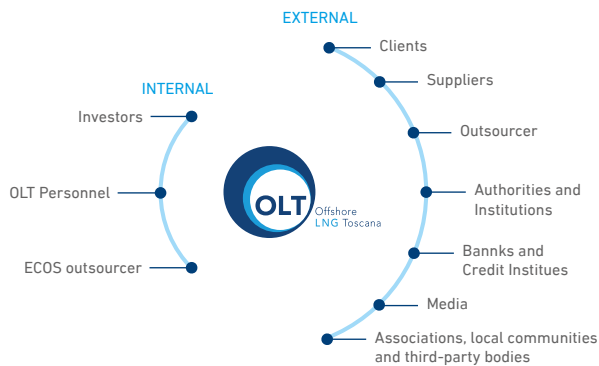 EXTERNAL
Clients
Suppliers
Outsourcer
Authorities and
Institutions
Bannks and
Credit Institues
Media
Associations, local communities
and third-party bodies
INTERNAL
Investors
OLT Personnel
ECOS outsourcer
OLT
Offshore
LNG Toscana